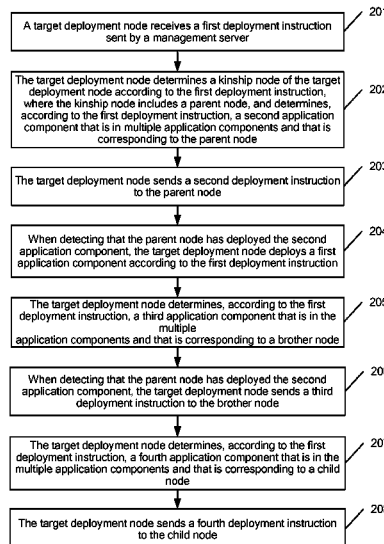 201
A target deployment node receives a first deployment instruction
sent by a management server
202
The target deployment node determines a kinship node of the target
deployment node according to the first deployment instruction,
where the kinship node includes a parent node, and determines,
according to the first deployment instruction, a second application
component that is in multiple application components and that is
corresponding to the parent node
203
The target deployment node sends a second deployment instruction
to the parent node
204
When detecting that the parent node has deployed the second
application component, the target deployment node deploys a first
application component according to the first deployment instruction
205
The target deployment node determines, according to the first
deployment instruction, a third application component that is in the
multiple
application components and that is corresponding to a brother node
When detecting that the parent node has deployed the second
application component, the target deployment node sends a third
deployment instruction to the brother node
The target deployment node determines, according to the first
deployment instruction, a fourth application component that is in the
multiple application components and that is corresponding to a child
node
The target deployment node sends a fourth deployment instruction
to the child node